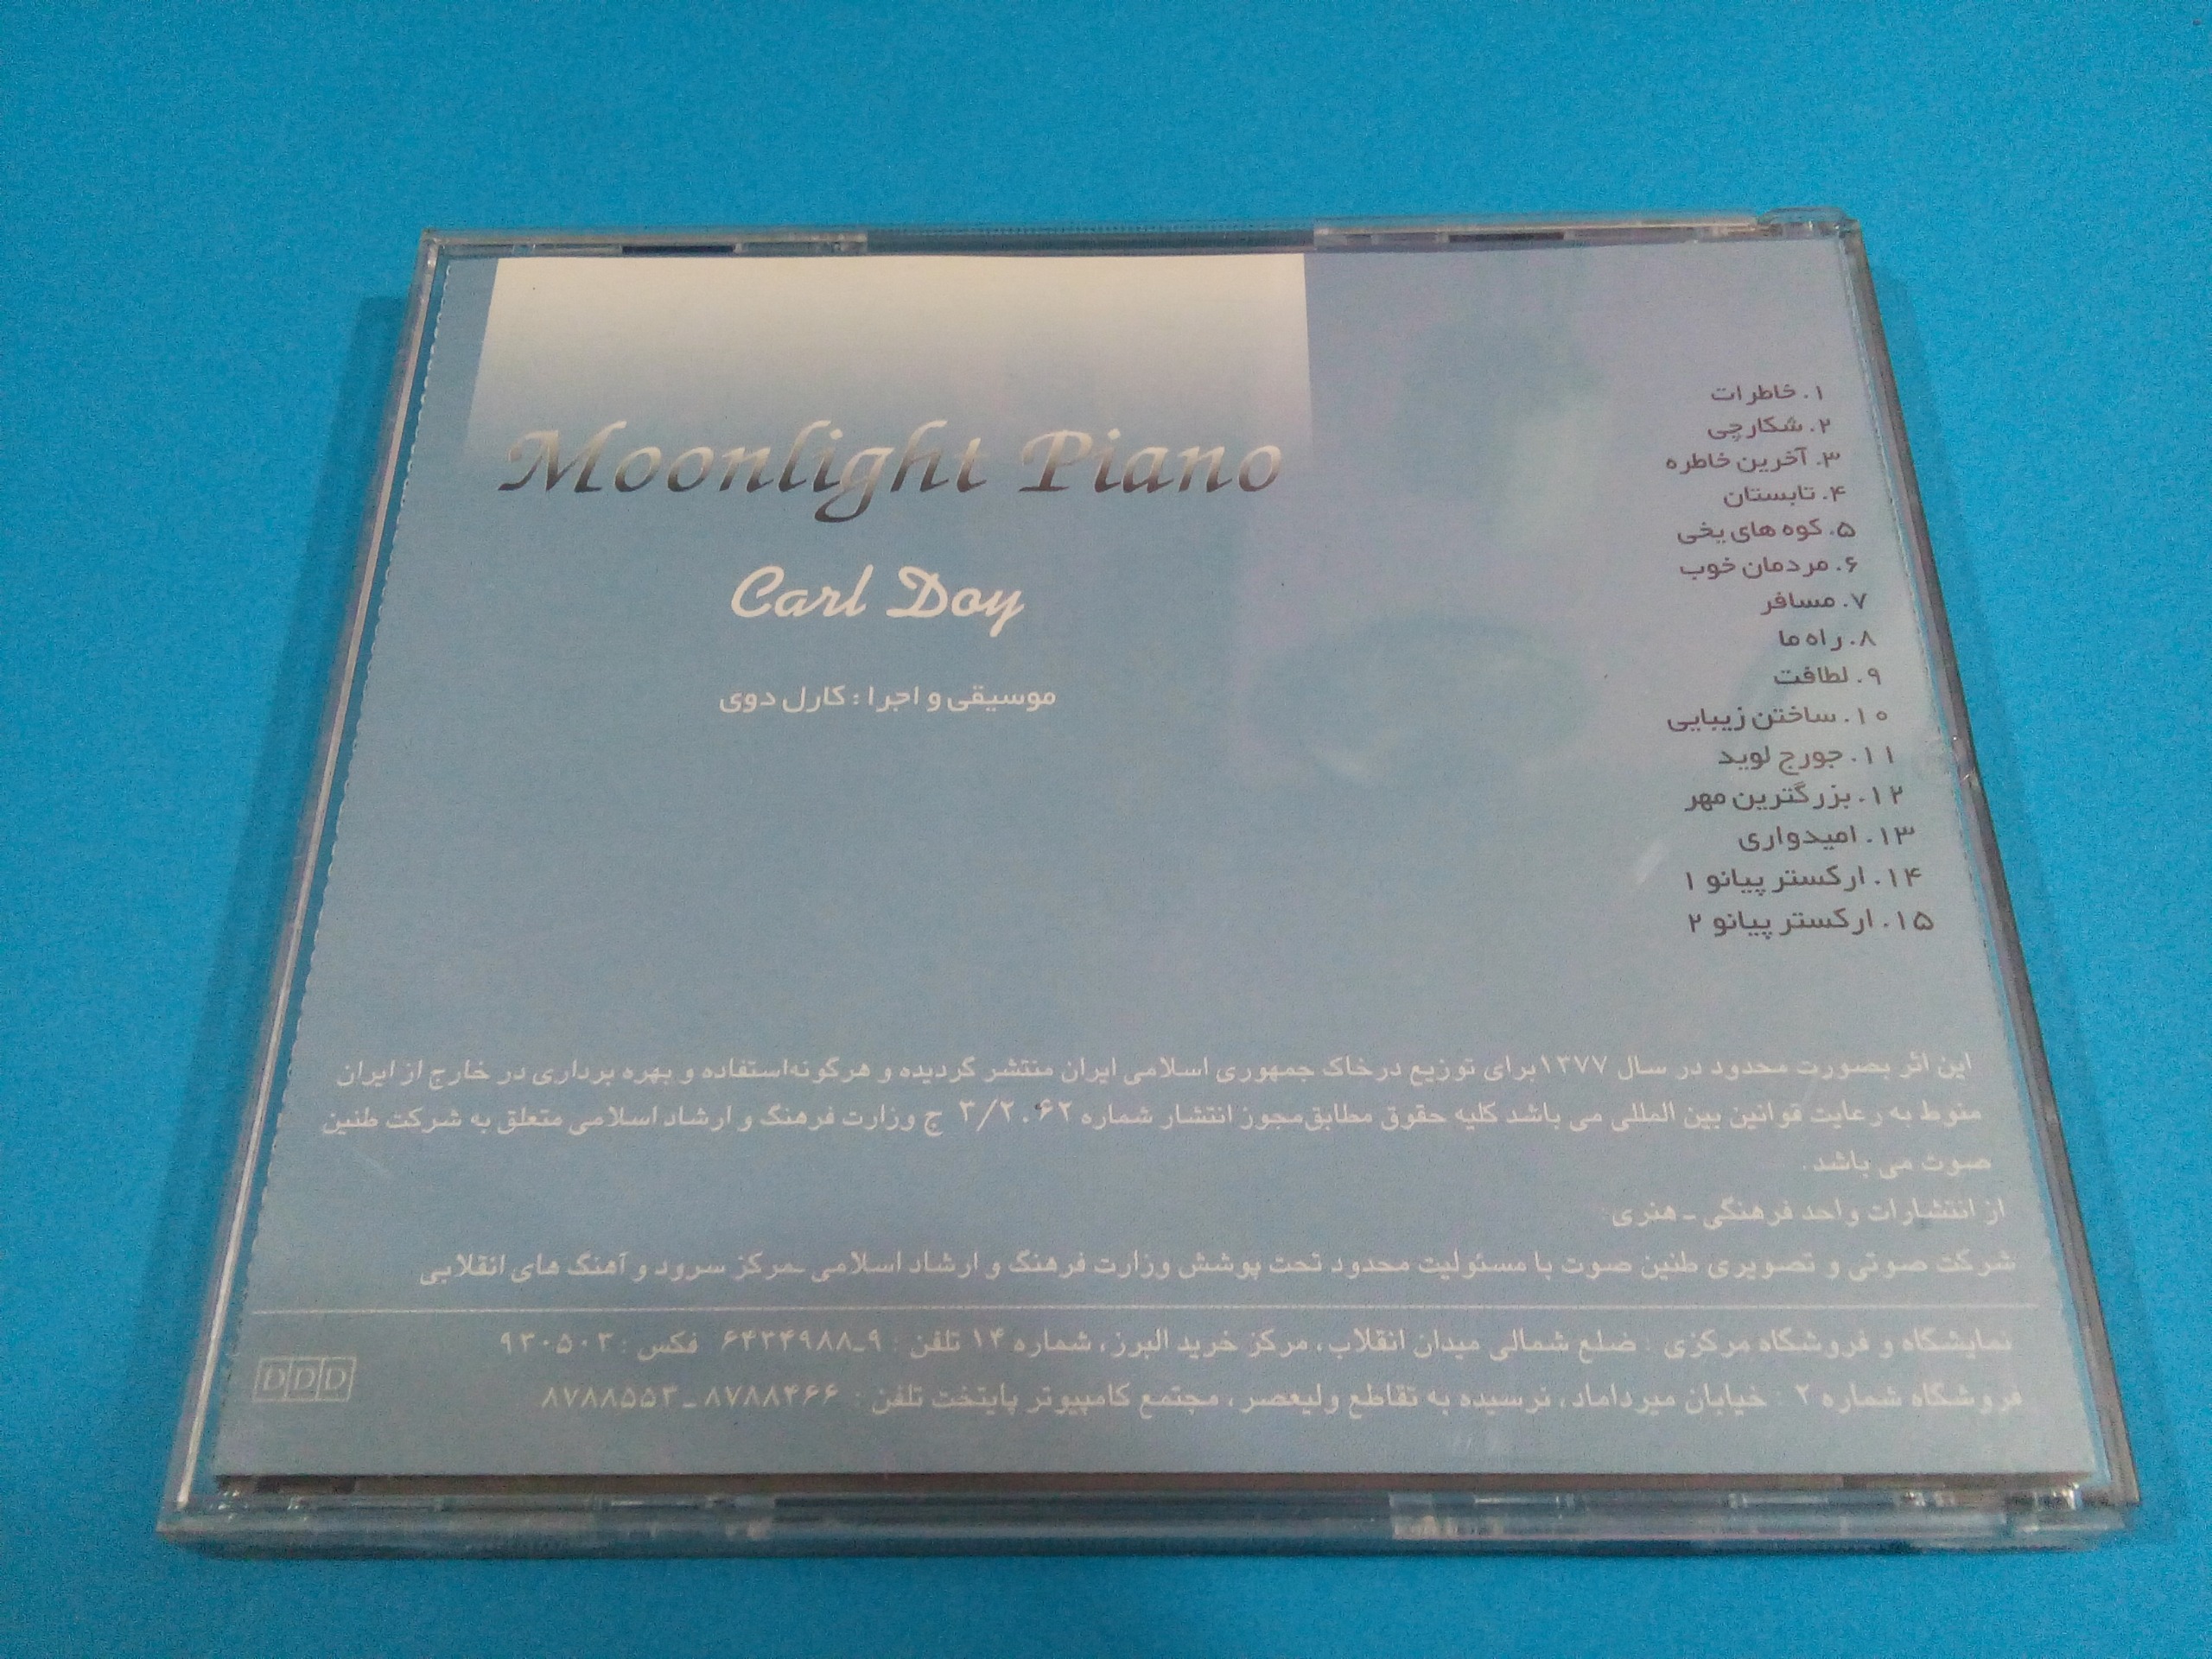 Moonlight Piano
Carl Doy
موسیقی و اجرا : کارل دوی
۱. خاطرات
۲. شکارچی
۳. آخرین خاطره
۴. تابستان
۵. کوه های یخی
۶. مردمان خوب
۷. مسافر
۸. راه ما
۹. لطافت
۱۰. ساختن زیبایی
۱۱. جورج لوید
۱۲. بزرگترین مهر
۱۳. امیدواری
۱۴. ارکستر پیانو ۱
۱۵. ارکستر پیانو ۲
این اثر بصورت محدود در سال ۱۳۷۷ برای توزیع درخاک جمهوری اسلامی ایران منتشر گردیده و هرگونه‌استفاده و بهره برداری در خارج از ایران
منوط به رعایت قوانین بین المللی می باشد کلیه حقوق مطابق مجوز انتشار شماره ۳/۲۰۶۲ ج وزارت فرهنگ و ارشاد اسلامی متعلق به شرکت طنین
صوت می باشد.
از انتشارات واحد فرهنگی - هنری
شرکت صوتی و تصویری طنین صوت با مسئولیت محدود تحت پوشش وزارت فرهنگ و ارشاد اسلامی -مرکز سرود و آهنگ های انقلابی
نمایشگاه و فروشگاه مرکزی : ضلع شمالی میدان انقلاب، مرکز خرید البرز، شماره ۱۴ تلفن : ۹-۶۴۳۴۹۸۸ فکس : ۹۳۰۵۰۳
فروشگاه شماره ۲ : خیابان میرداماد، نرسیده به تقاطع ولیعصر، مجتمع کامپیوتر پایتخت تلفن : ۸۷۸۸۴۶۶ - ۸۷۸۸۵۵۳
DDD